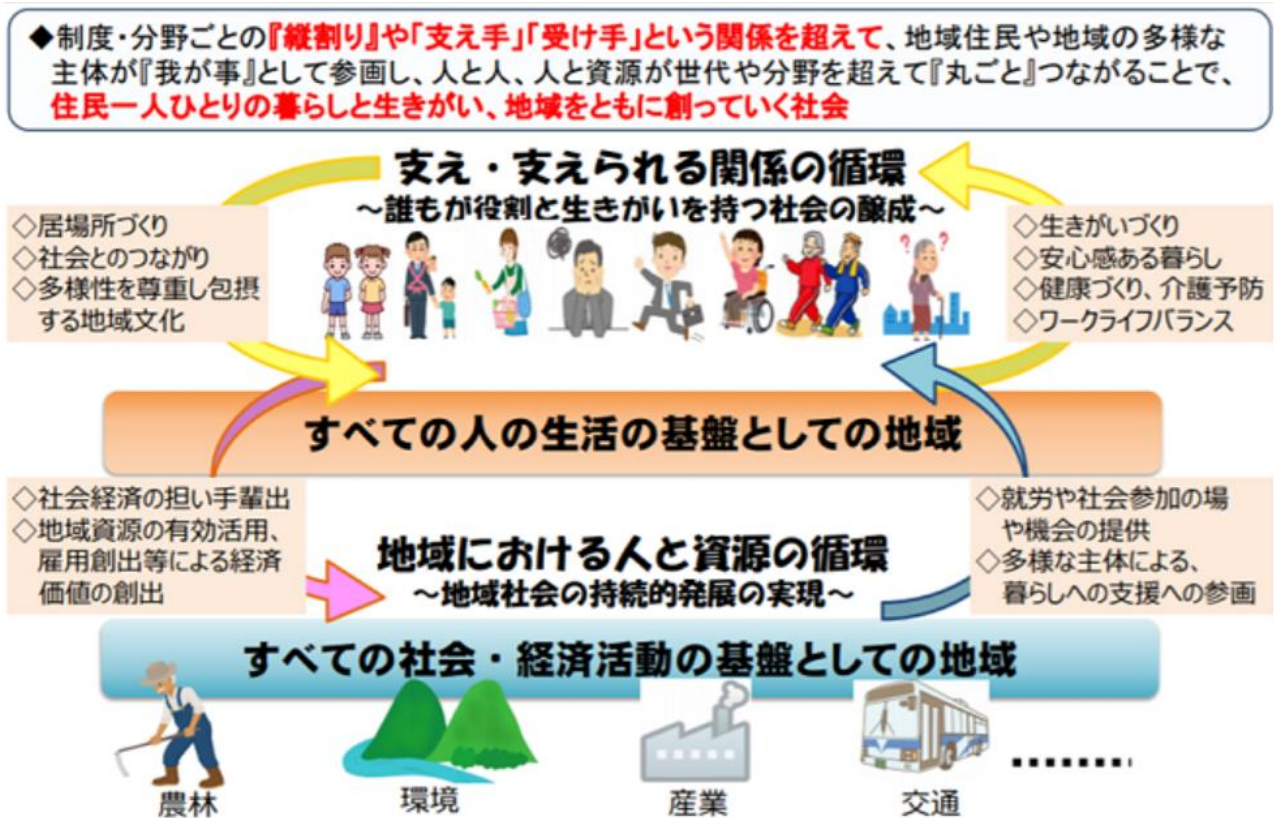 ◆制度・分野ごとの『縦割り』や「支え手」「受け手」という関係を超えて、地域住民や地域の多様な
主体が『我が事』として参画し、人と人、人と資源が世代や分野を超えて『丸ごと』つながることで、
住民一人ひとりの暮らしと生きがい、地域をともに創っていく社会
支え・支えられる関係の循環
～誰もが役割と生きがいを持つ社会の醸成～
◇居場所づくり
◇社会とのつながり
◇多様性を尊重し包摂
する地域文化
◇生きがいづくり
◇安心感ある暮らし
◇健康づくり、介護予防
◇ワークライフバランス
? ?
すべての人の生活の基盤としての地域
◇社会経済の担い手輩出
◇地域資源の有効活用、
雇用創出等による経済
価値の創出
地域における人と資源の循環
～地域社会の持続的発展の実現～
◇就労や社会参加の場
や機会の提供
◇多様な主体による、
暮らしへの支援への参画
すべての社会・経済活動の基盤としての地域
農林
環境
産業
交通